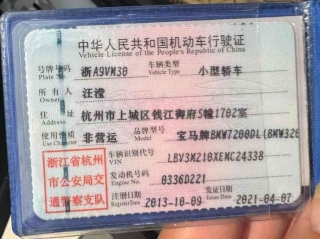 中华人民共和国机动车行驶证
Vehicle License of the People's Republic of China
号牌号码 浙A9VM30 车辆类型 小型轿车
Plate No. Vehicle Type
所有人 汪滢
Owner
住址 杭州市上城区钱江御府5幢1702室
Address
使用性质 非营运 品牌型号 宝马牌BMW7200DL(BMW326
Use Character Model
浙江省杭州
市公安局交
通警察支队
车辆识别代号 LBV3M210XEMC24338
VIN
发动机号码 0336D221
Engine No.
注册日期 2013-10-09 发证日期 2021-04-07
Register Date Issue Date